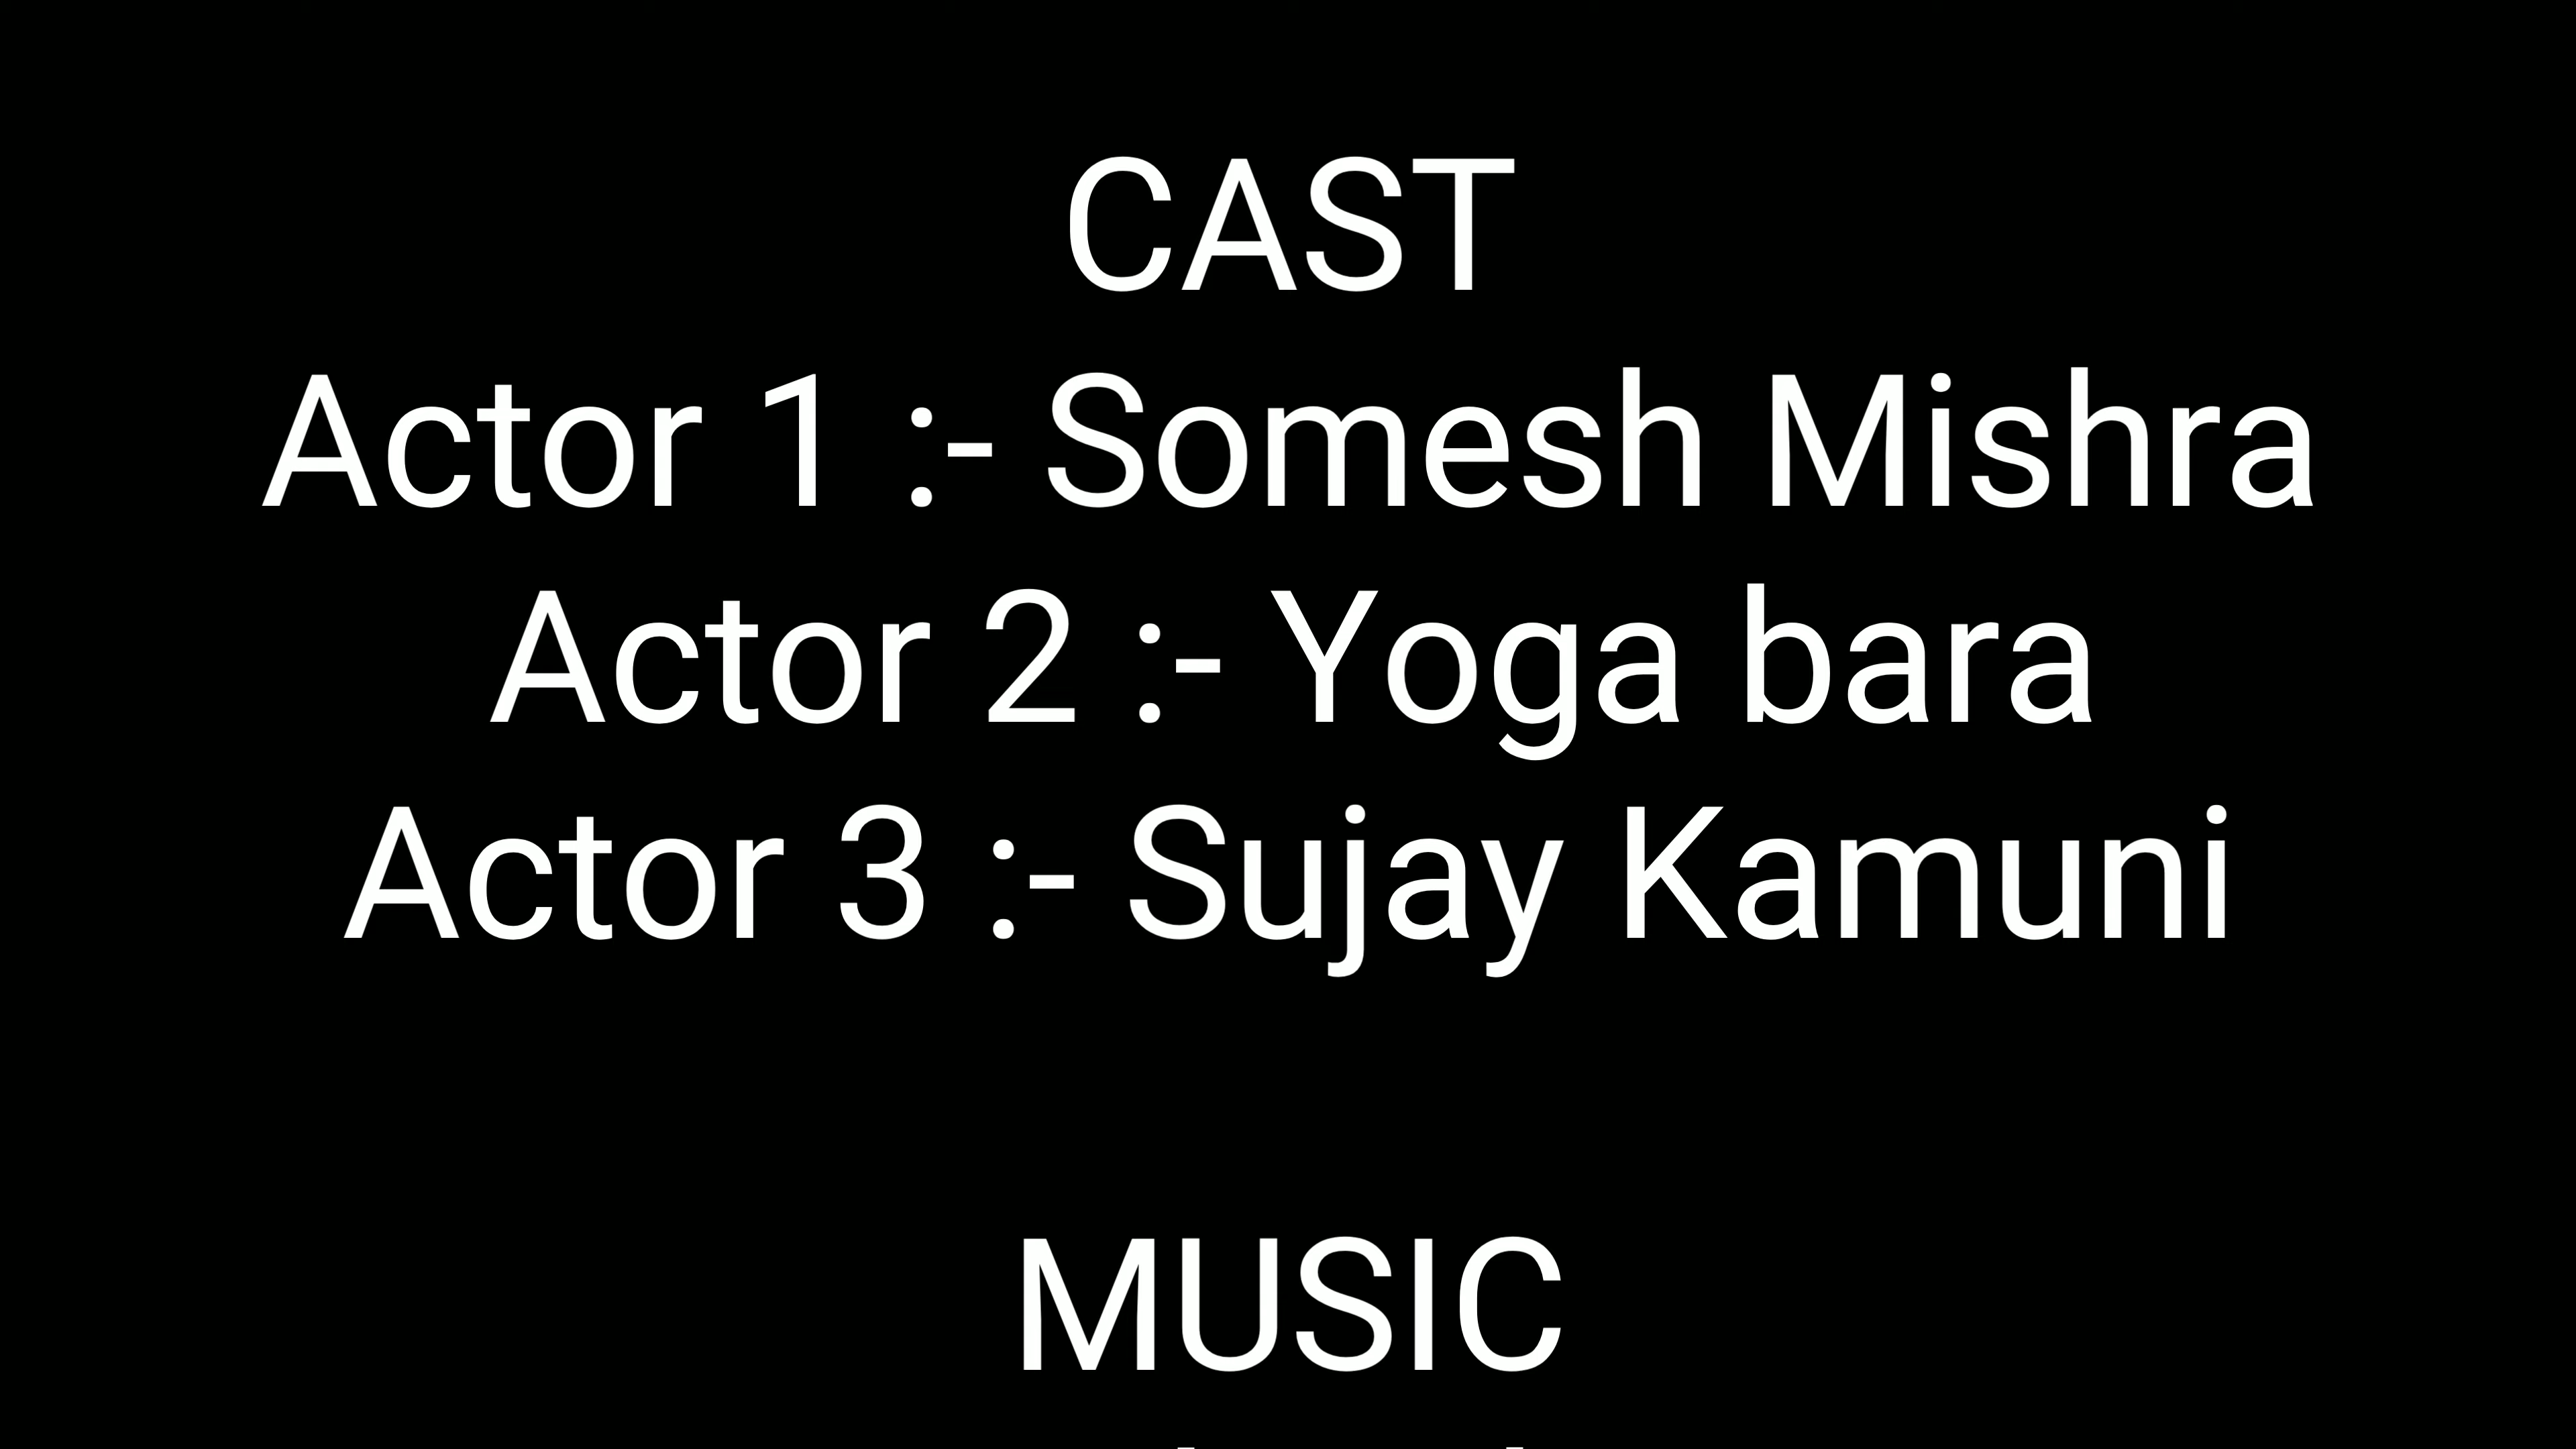 CAST
Actor 1 :- Somesh Mishra
Actor 2 :- Yoga bara
Actor 3 :- Sujay Kamuni
MUSIC